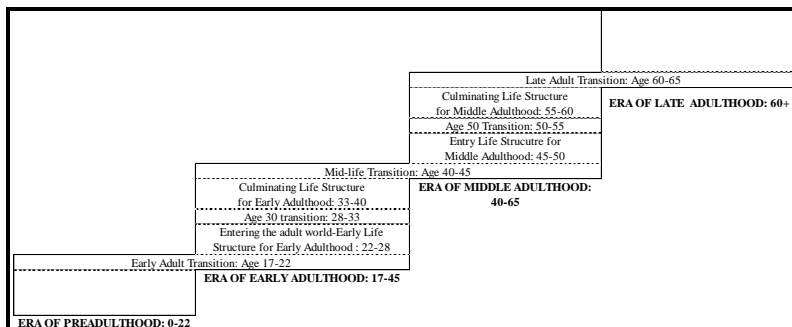 Late Adult Transition: Age 60-65
Culminating Life Structure
for Middle Adulthood: 55-60
ERA OF LATE ADULTHOOD: 60+
Age 50 Transition: 50-55
Entry Life Strucutre for
Middle Adulthood: 45-50
Mid-life Transition: Age 40-45
Culminating Life Structure
for Early Adulthood: 33-40
ERA OF MIDDLE ADULTHOOD:
40-65
Age 30 transition: 28-33
Entering the adult world-Early Life
Structure for Early Adulthood : 22-28
Early Adult Transition: Age 17-22
ERA OF EARLY ADULTHOOD: 17-45
ERA OF PREADULTHOOD: 0-22